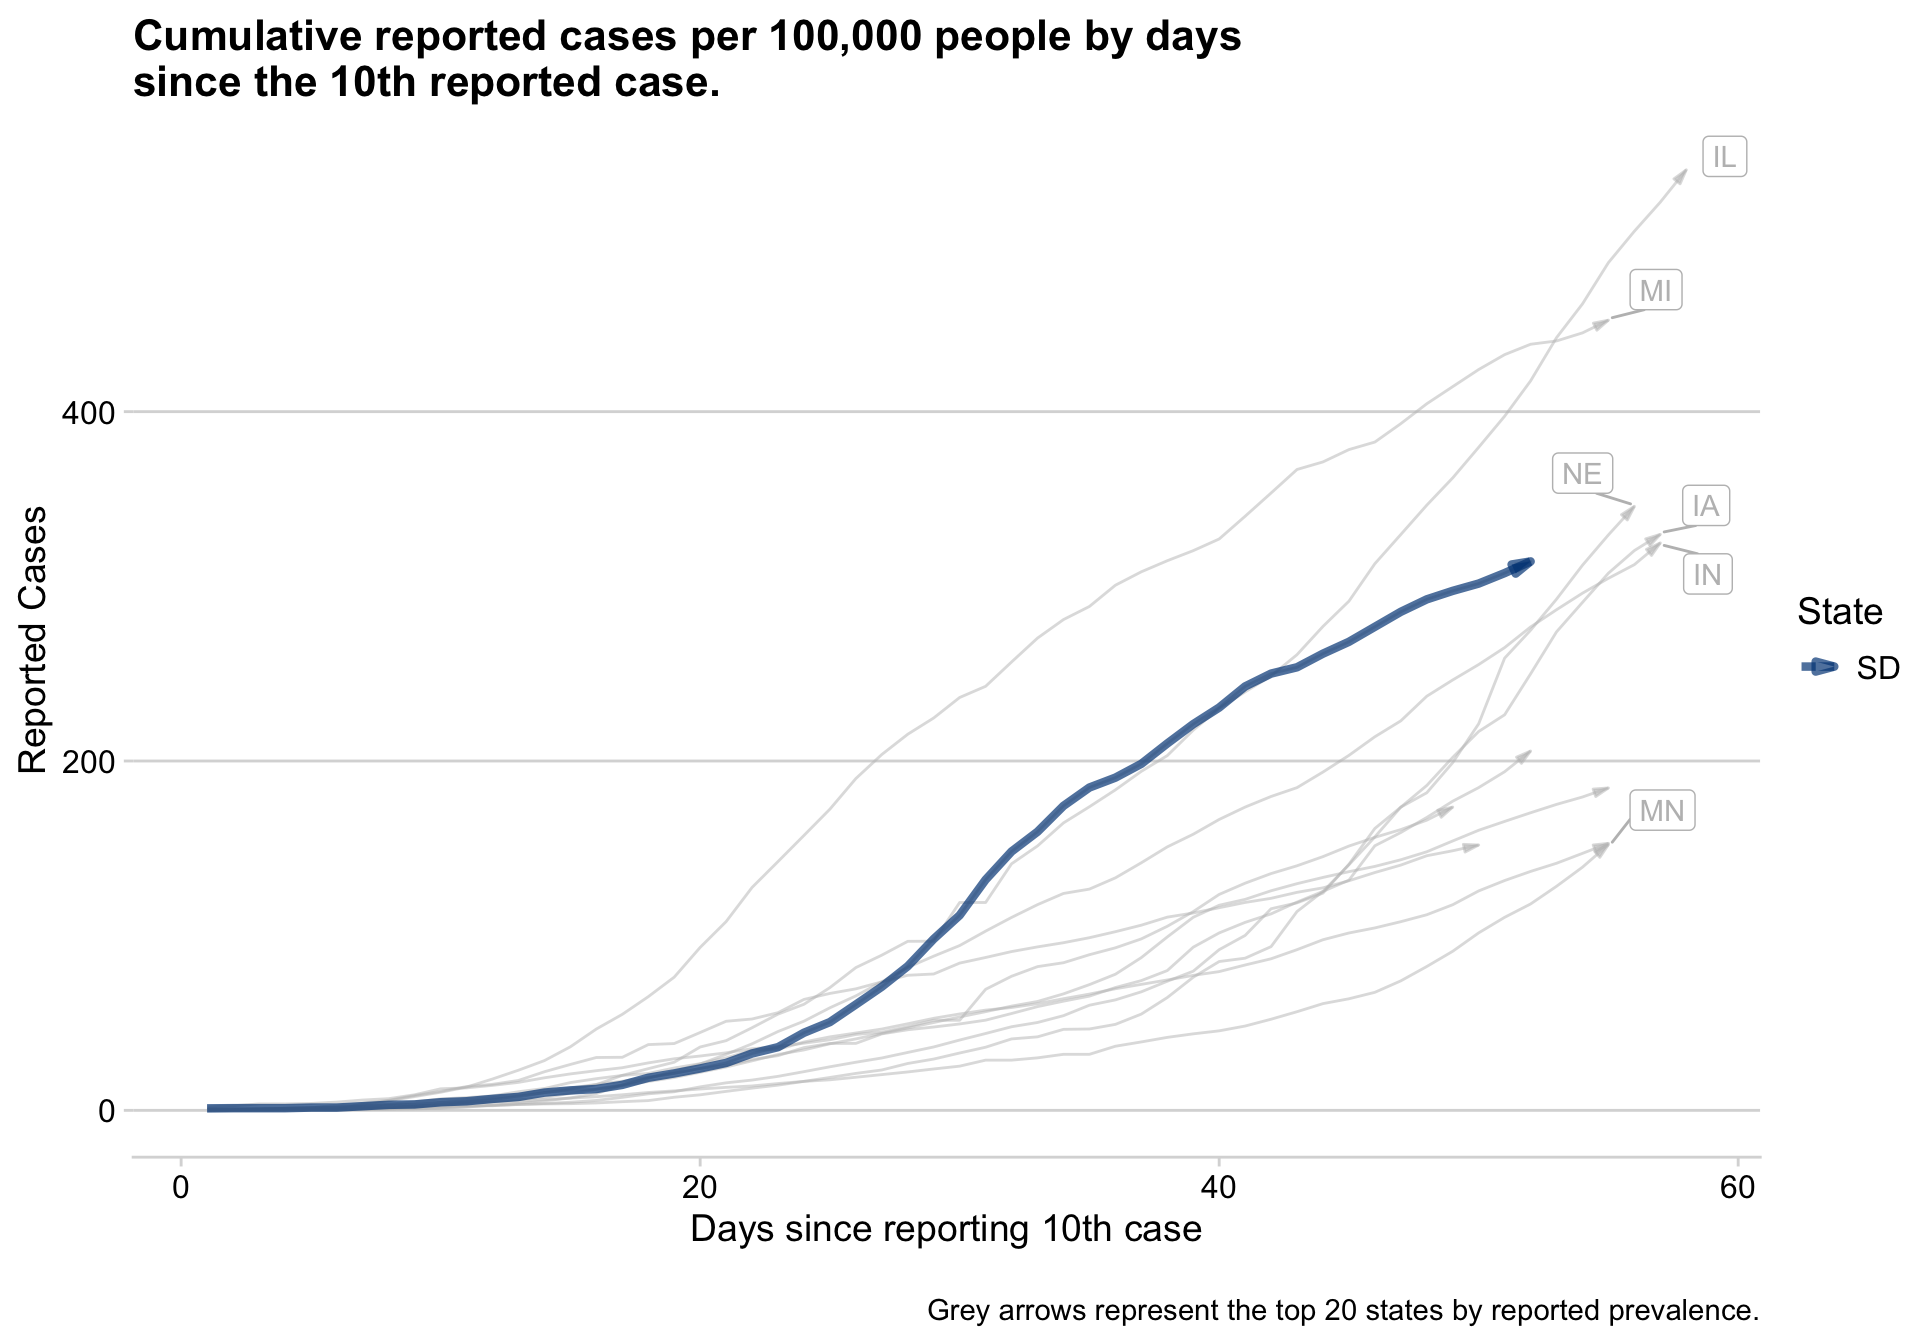 Cumulative reported cases per 100,000 people by days
since the 10th reported case.
IL
MI
400
NE
IA
IN
Reported Cases
State
SD
200
MN
0
0 20 40 60
Days since reporting 10th case
Grey arrows represent the top 20 states by reported prevalence.